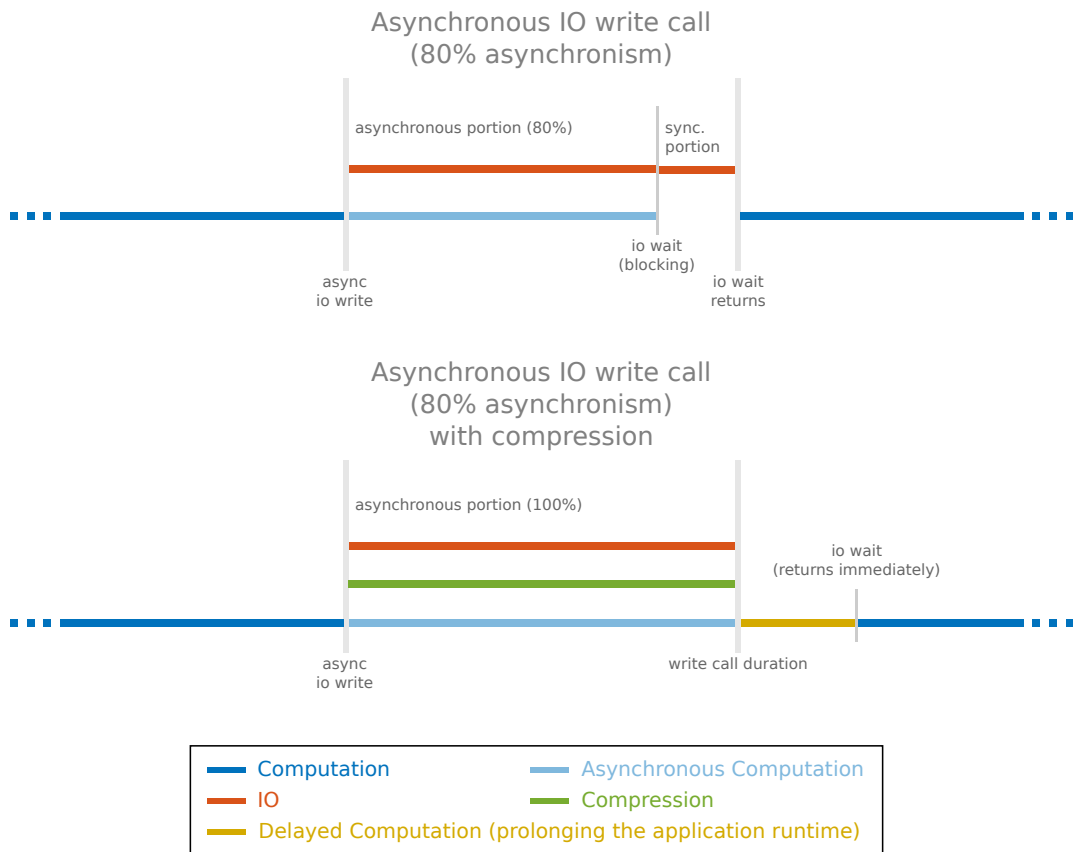 Asynchronous IO write call
(80% asynchronism)
asynchronous portion (80%)
sync.
portion
io wait
(blocking)
async
io write
io wait
returns
Asynchronous IO write call
(80% asynchronism)
with compression
asynchronous portion (100%)
io wait
(returns immediately)
async
io write
write call duration
Computation
Asynchronous Computation
IO
Compression
Delayed Computation (prolonging the application runtime)